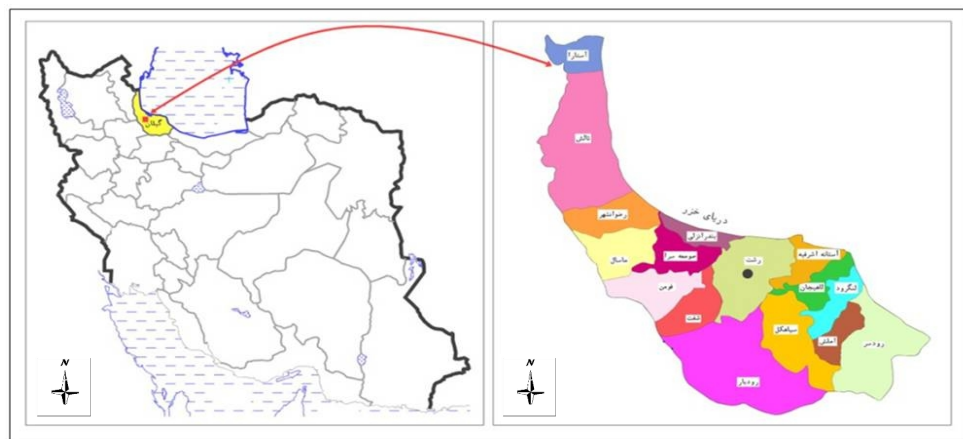 N
گیلان
N
آستارا
تالش
رضوانشهر
دریای خزر
بندرانزلی
ماسال
صومعه سرا
رشت
آستانه اشرفیه
فومن
لاهیجان
لنگرود
شفت
سیاهکل
املش
رودسر
رودبار